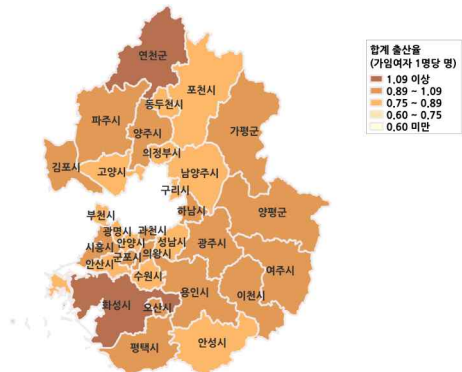 합계 출산율
(가임여자 1명당 명)
1.09 이상
0.89 ~ 1.09
0.75 ~ 0.89
0.60 ~ 0.75
0.60 미만
연천군
포천시
동두천시
파주시
양주시
가평군
의정부시
김포시
고양시
남양주시
구리시
하남시
양평군
부천시
광명시
과천시
시흥시
안양시
성남시
광주시
군포시
의왕시
안산시
수원시
여주시
용인시
이천시
화성시
오산시
평택시
안성시